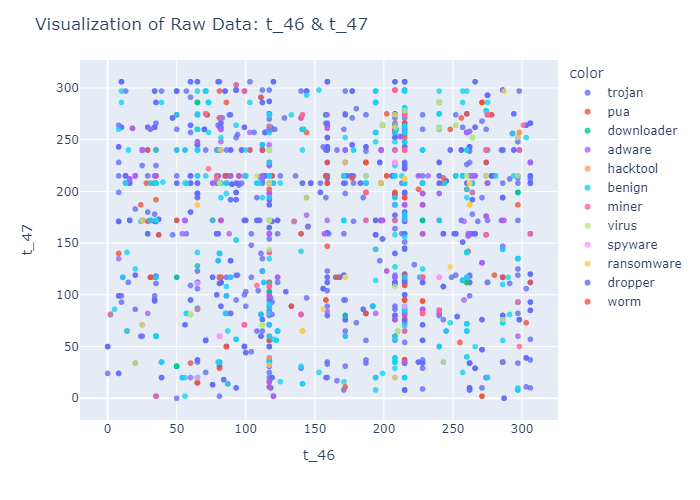 Visualization of Raw Data: t_46 & t_47
color
trojan
pua
downloader
adware
hacktool
benign
miner
virus
spyware
ransomware
dropper
worm
300
250
200
150
100
50
0
t_47
0 50 100 150 200 250 300
t_46